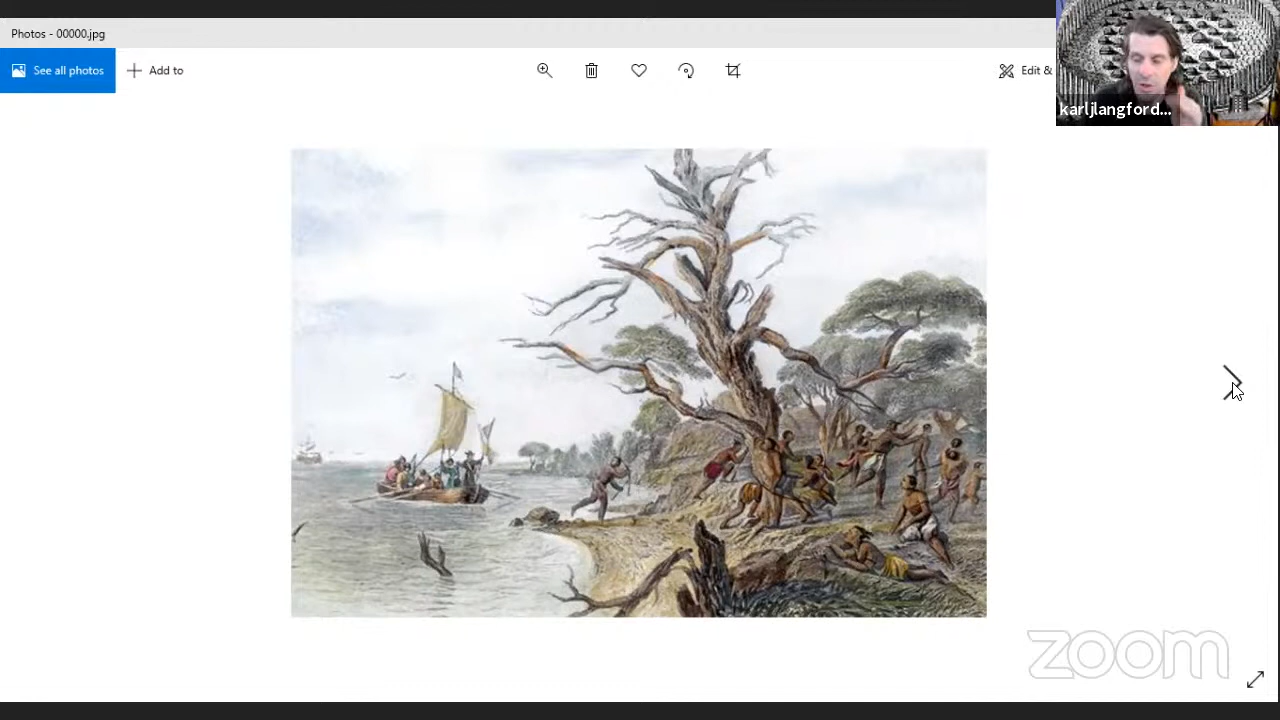 Photos - 00000.jpg
See all photos
Add to
Edit &
karljlangford...
zoom